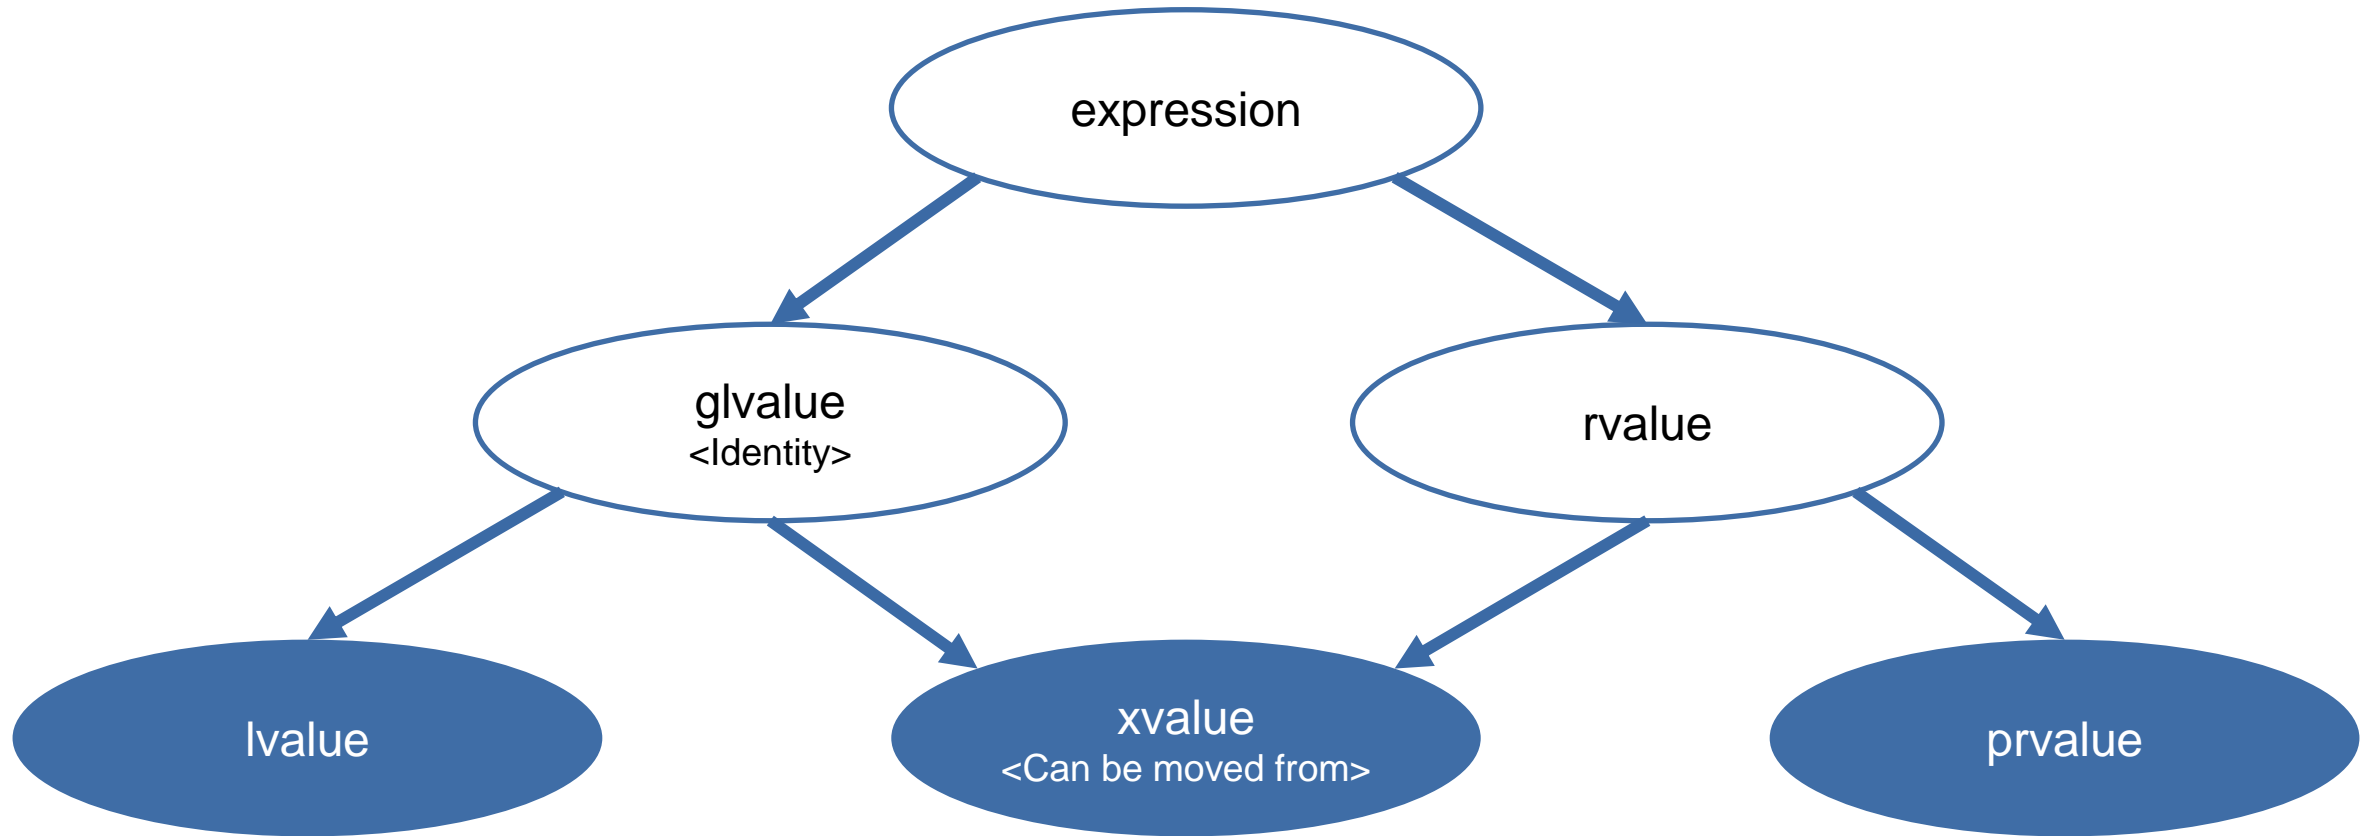 expression
glvalue
<Identity>
rvalue
lvalue
xvalue
<Can be moved from>
prvalue